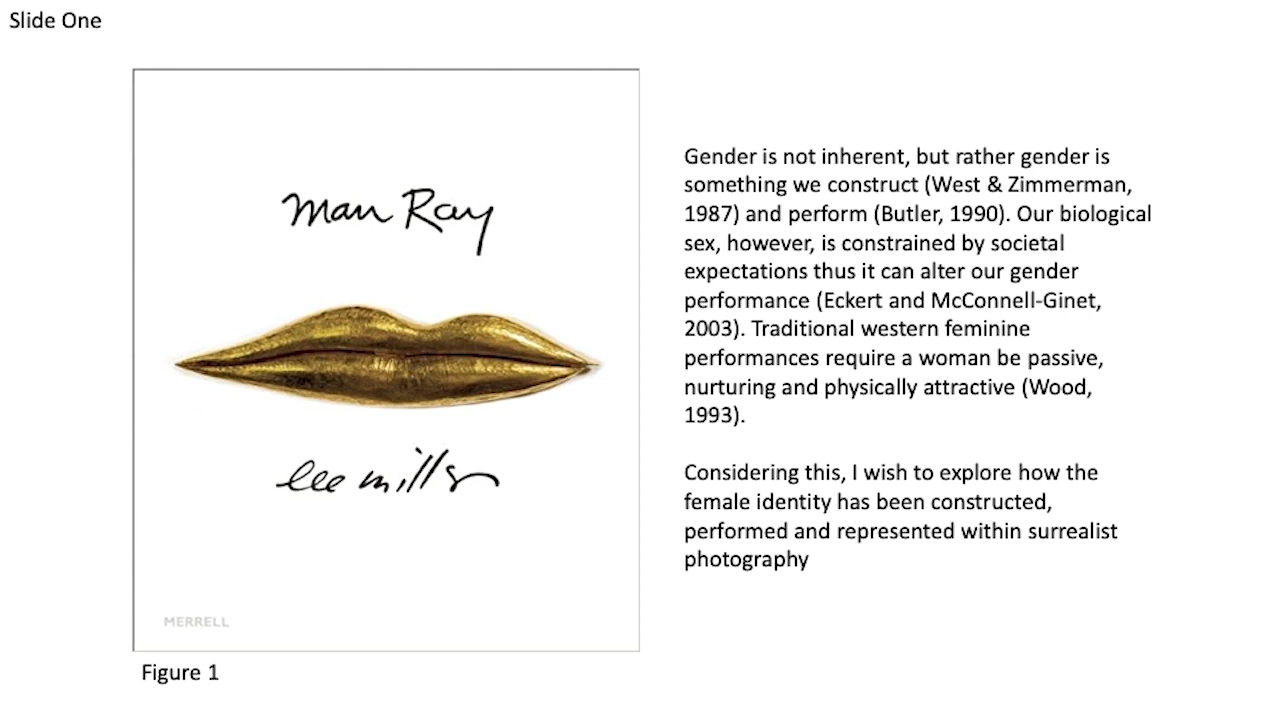 Slide One
Man Ray
lee miller
MERRELL
Figure 1
Gender is not inherent, but rather gender is
something we construct (West & Zimmerman,
1987) and perform (Butler, 1990). Our biological
sex, however, is constrained by societal
expectations thus it can alter our gender
performance (Eckert and McConnell-Ginet,
2003). Traditional western feminine
performances require a woman be passive,
nurturing and physically attractive (Wood,
1993).
Considering this, I wish to explore how the
female identity has been constructed,
performed and represented within surrealist
photography